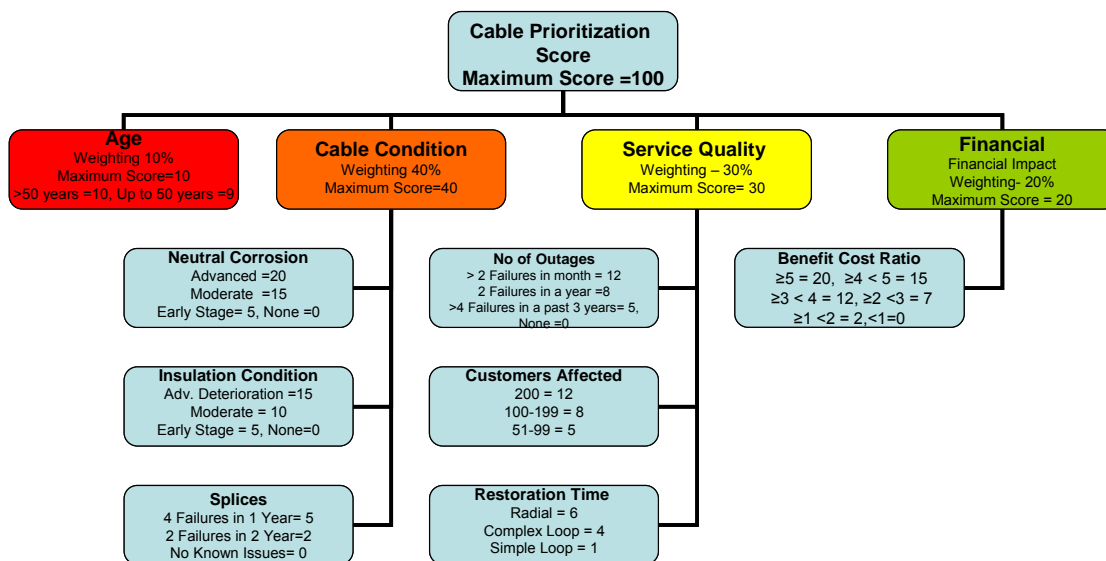 Cable Prioritization
Score
Maximum Score =100
Age
Weighting 10%
Maximum Score=10
>50 years =10, Up to 50 years =9
Cable Condition
Weighting 40%
Maximum Score=40
Service Quality
Weighting – 30%
Maximum Score= 30
Financial
Financial Impact
Weighting- 20%
Maximum Score = 20
Neutral Corrosion
Advanced =20
Moderate =15
Early Stage= 5, None =0
No of Outages
> 2 Failures in month = 12
2 Failures in a year =8
>4 Failures in a past 3 years= 5,
None =0
Benefit Cost Ratio
≥5 = 20, ≥4 < 5 = 15
≥3 < 4 = 12, ≥2 <3 = 7
≥1 <2 = 2,<1=0
Insulation Condition
Adv. Deterioration =15
Moderate = 10
Early Stage = 5, None=0
Customers Affected
200 = 12
100-199 = 8
51-99 = 5
Splices
4 Failures in 1 Year= 5
2 Failures in 2 Year=2
No Known Issues= 0
Restoration Time
Radial = 6
Complex Loop = 4
Simple Loop = 1